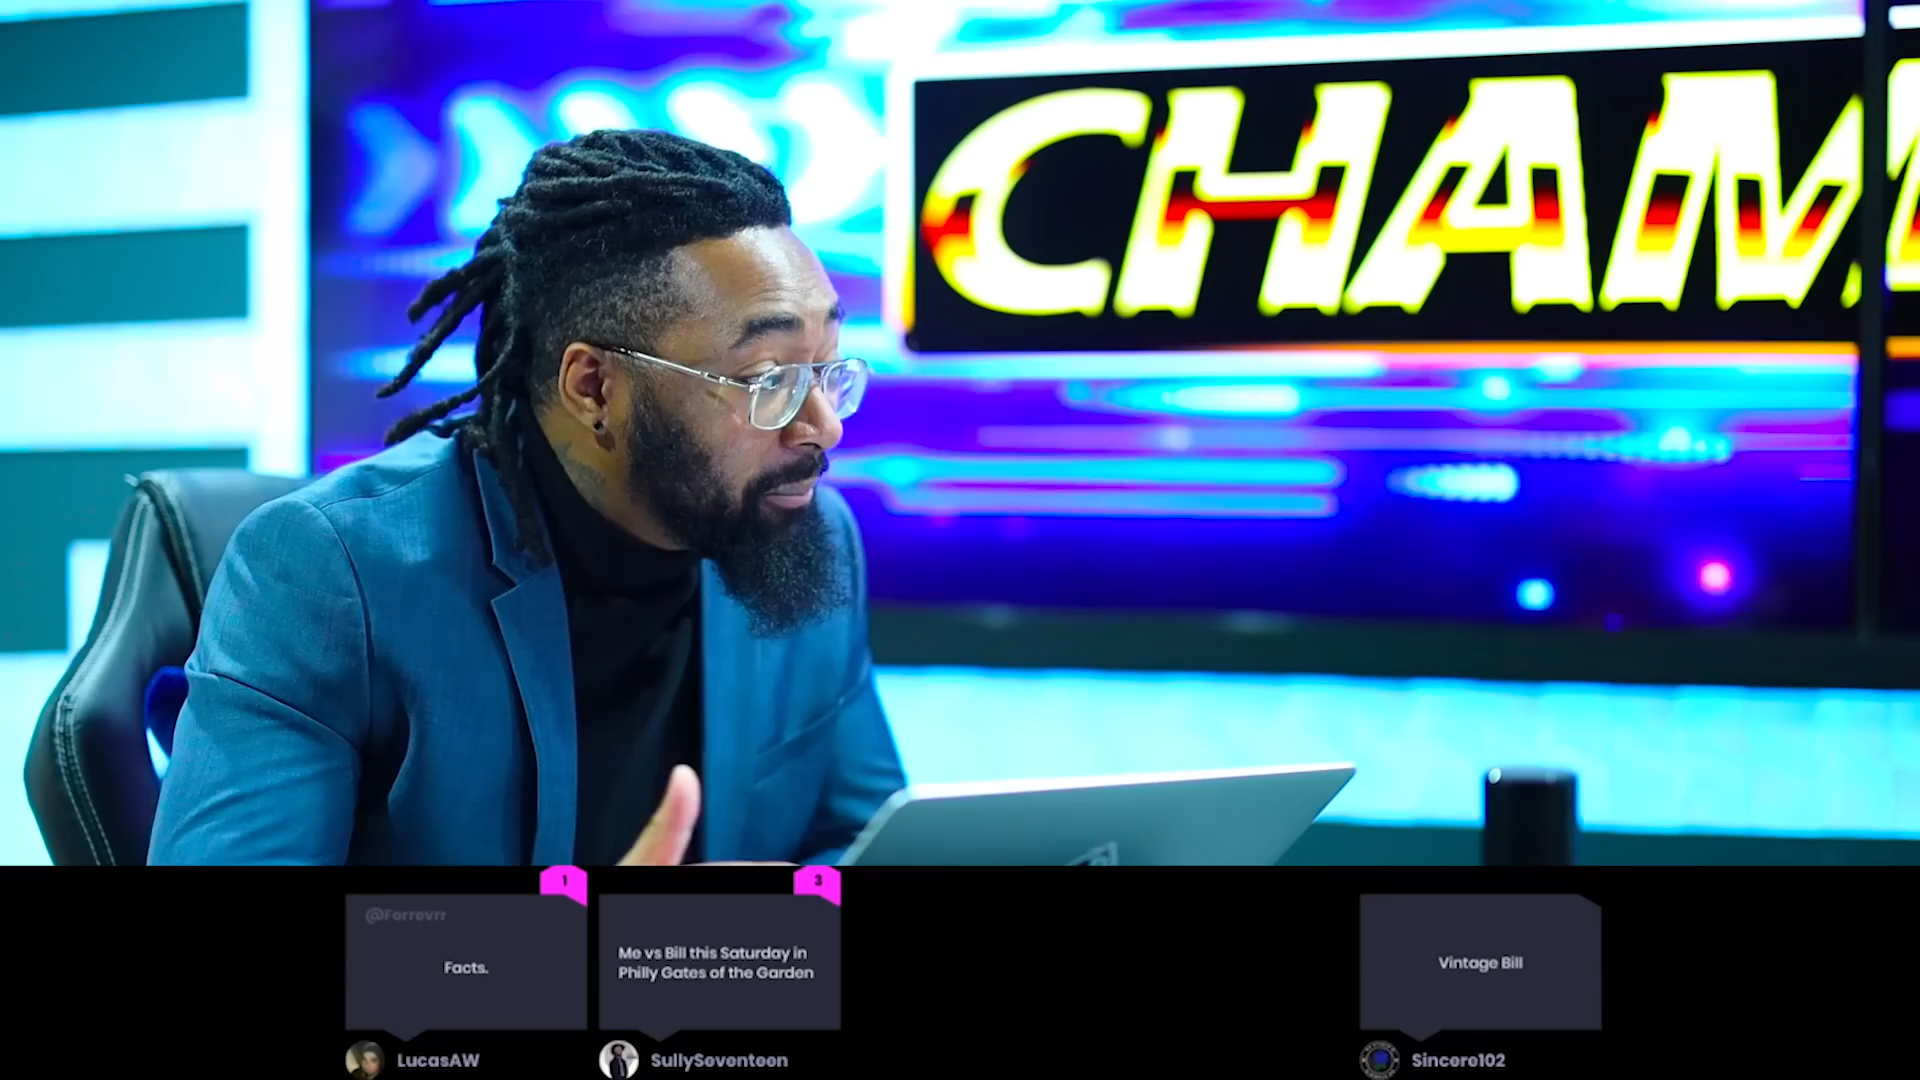 CHAM
1
3
@Forrevrr
Facts.
Me vs Bill this Saturday in
Philly Gates of the Garden
Vintage Bill
LucasAW
SullySeventeen
Sincere102